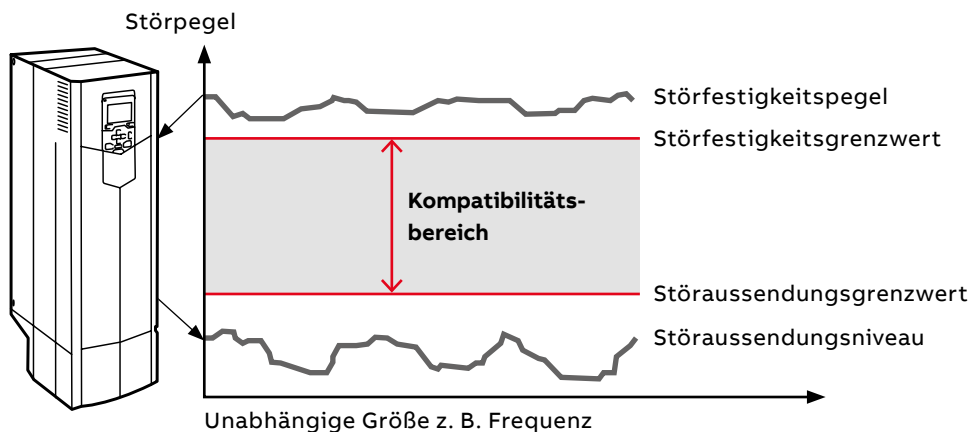 Störpegel
Störfestigkeitspegel
Störfestigkeitsgrenzwert
Kompatibilitäts-
bereich
Störaussendungsgrenzwert
Störaussendungsniveau
Unabhängige Größe z. B. Frequenz